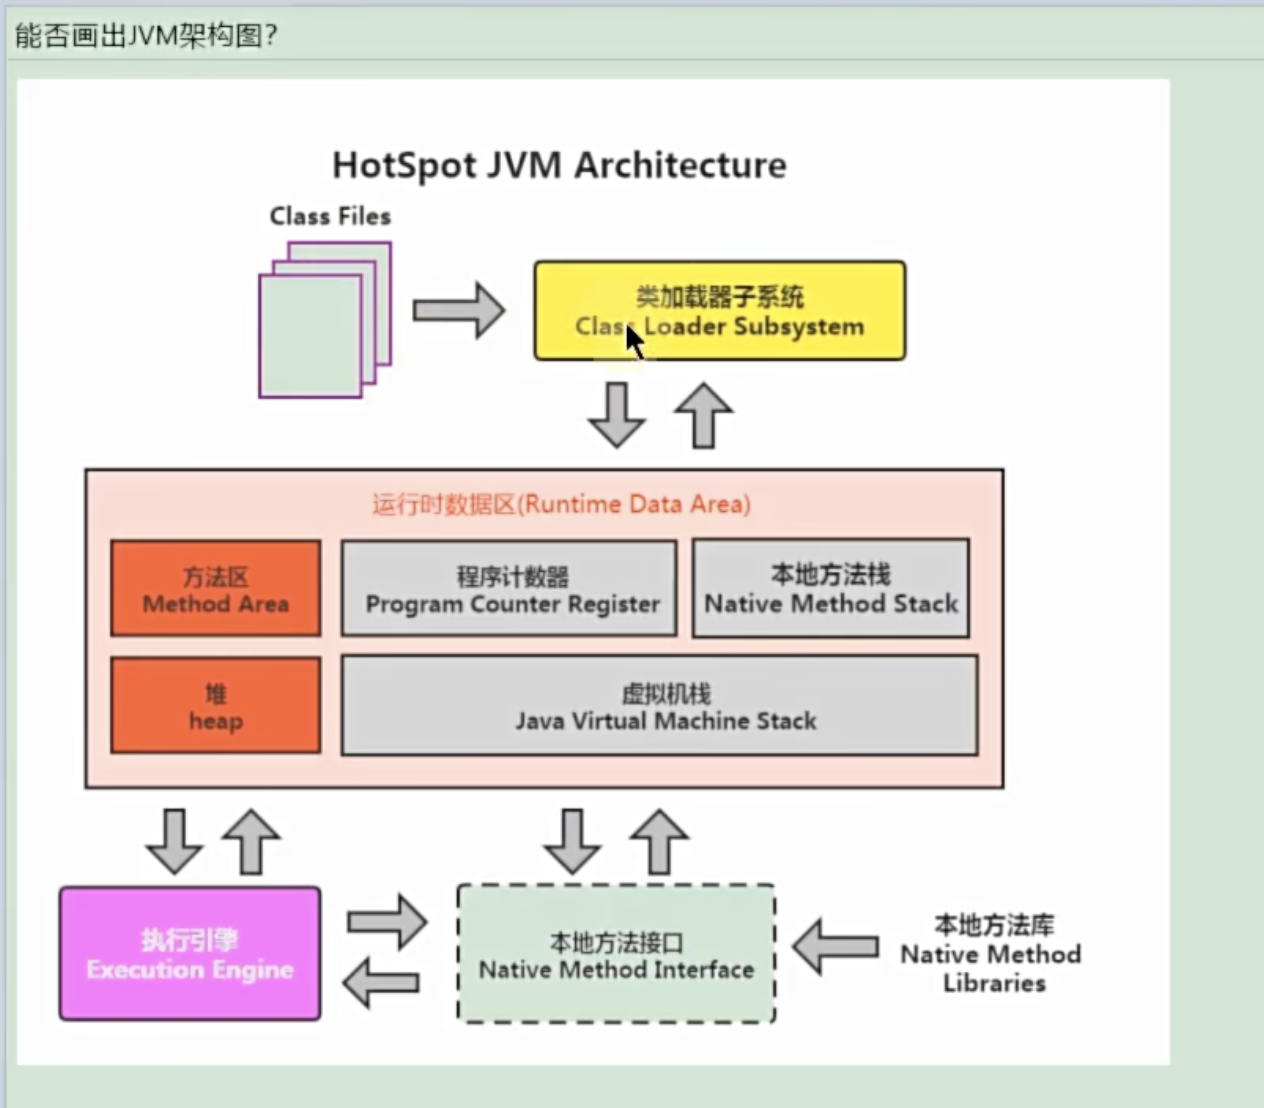 能否画出JVM架构图?
HotSpot JVM Architecture
Class Files
类加载器子系统
Class Loader Subsystem
运行时数据区(Runtime Data Area)
方法区
Method Area
程序计数器
Program Counter Register
本地方法栈
Native Method Stack
堆
heap
虚拟机栈
Java Virtual Machine Stack
执行引擎
Execution Engine
本地方法接口
Native Method Interface
本地方法库
Native Method
Libraries